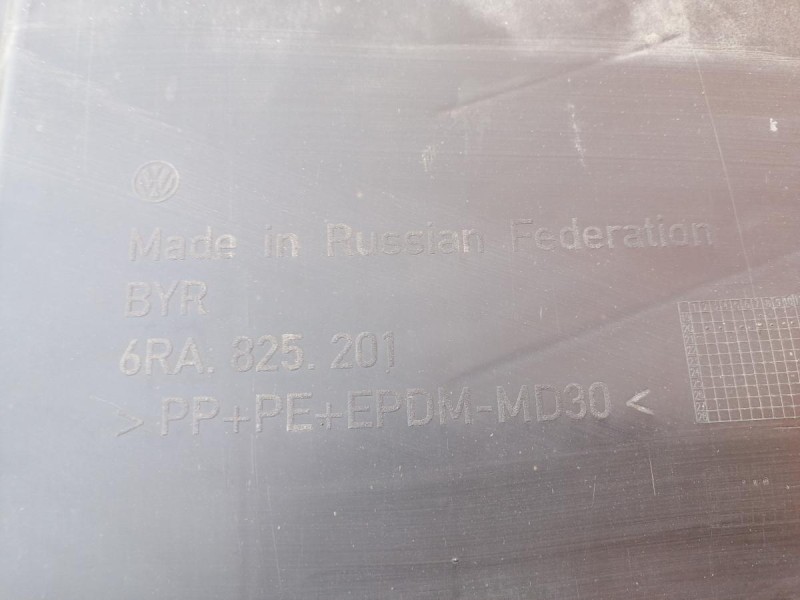 Made in Russian Federation
BYR
6RA. 825. 201
> PP+PE+EPDM-MD30 <